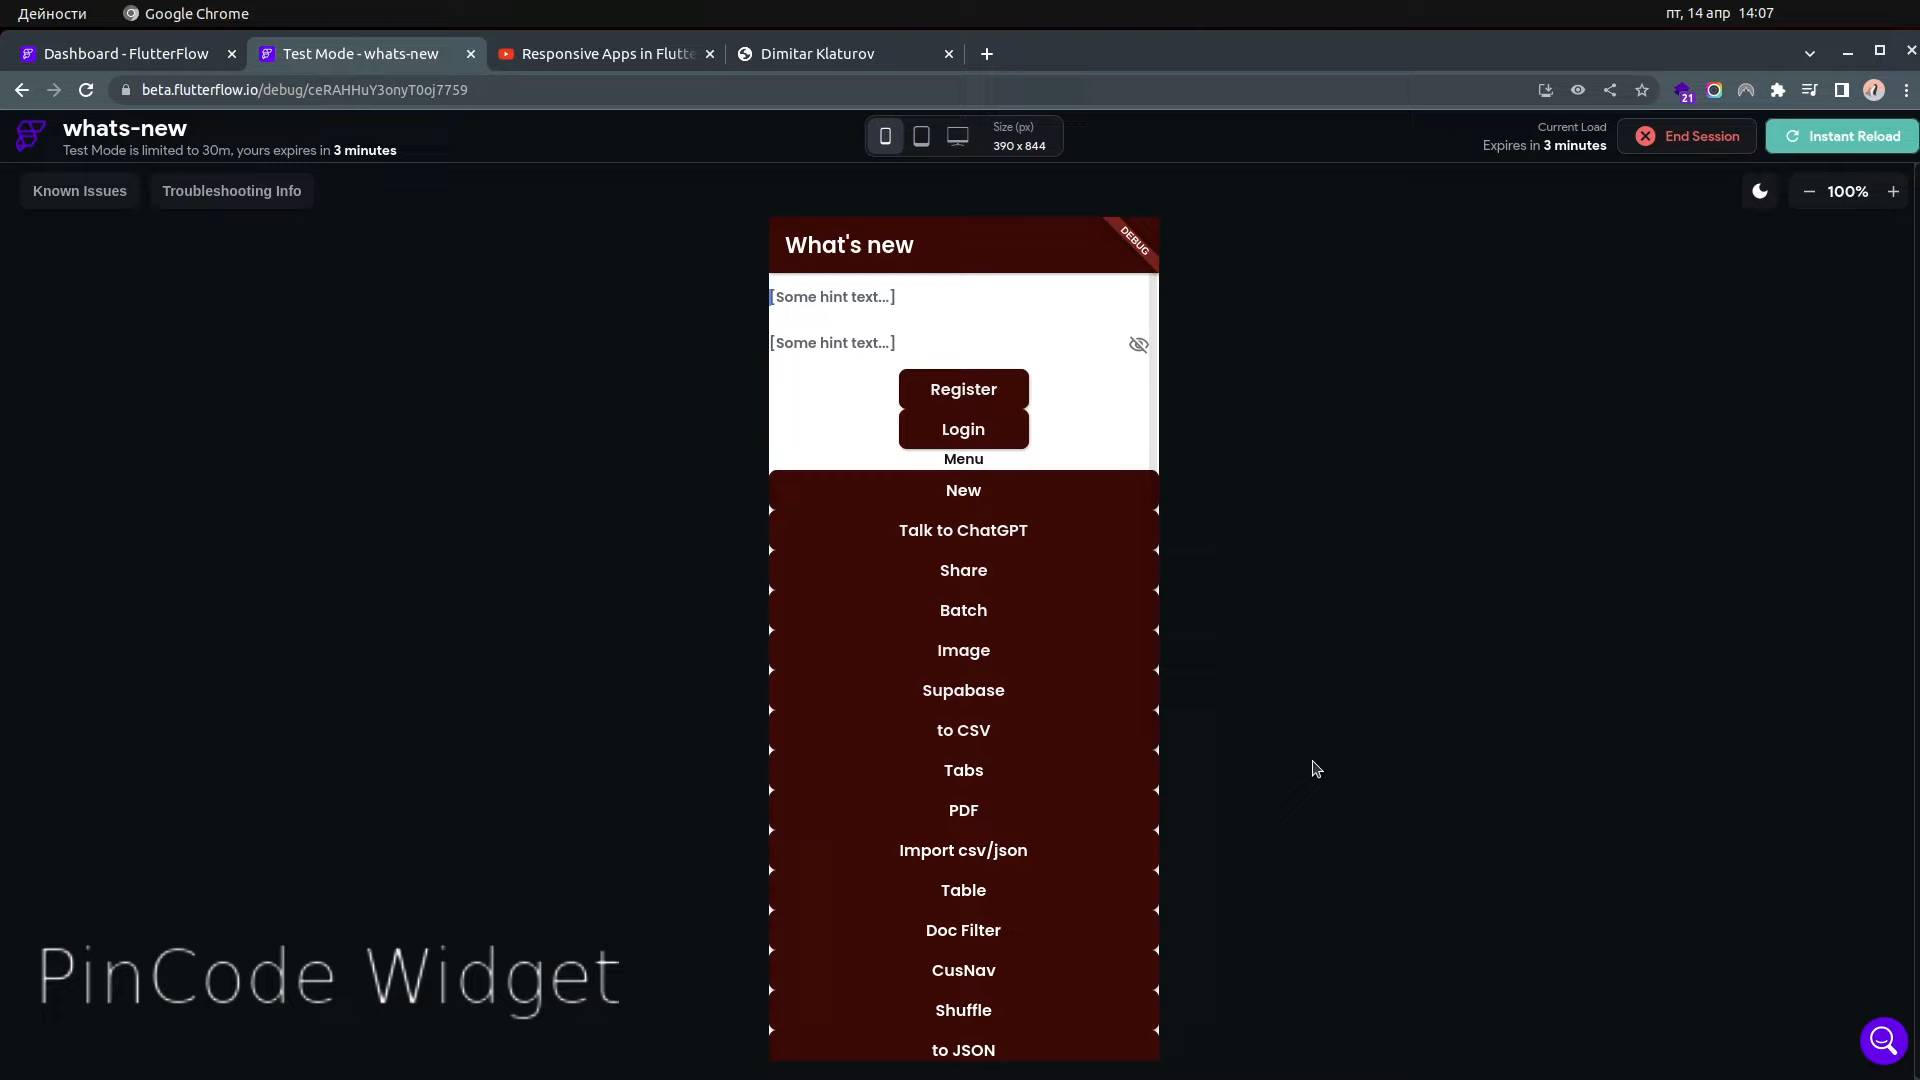 Дейности
Google Chrome
пт, 14 апр 14:07
Dashboard - FlutterFlow
Test Mode - whats-new
Responsive Apps in Flutte
Dimitar Klaturov
beta.flutterflow.io/debug/ceRAHHuY3onyT0oj7759
21
whats-new
Test Mode is limited to 30m, yours expires in 3 minutes
Size (px)
390 x 844
Current Load
Expires in 3 minutes
End Session
Instant Reload
Known Issues
Troubleshooting Info
100%
What's new
DEBUG
[Some hint text...]
[Some hint text...]
Register
Login
Menu
New
Talk to ChatGPT
Share
Batch
Image
Supabase
to CSV
Tabs
PDF
Import csv/json
Table
Doc Filter
CusNav
Shuffle
to JSON
PinCode Widget